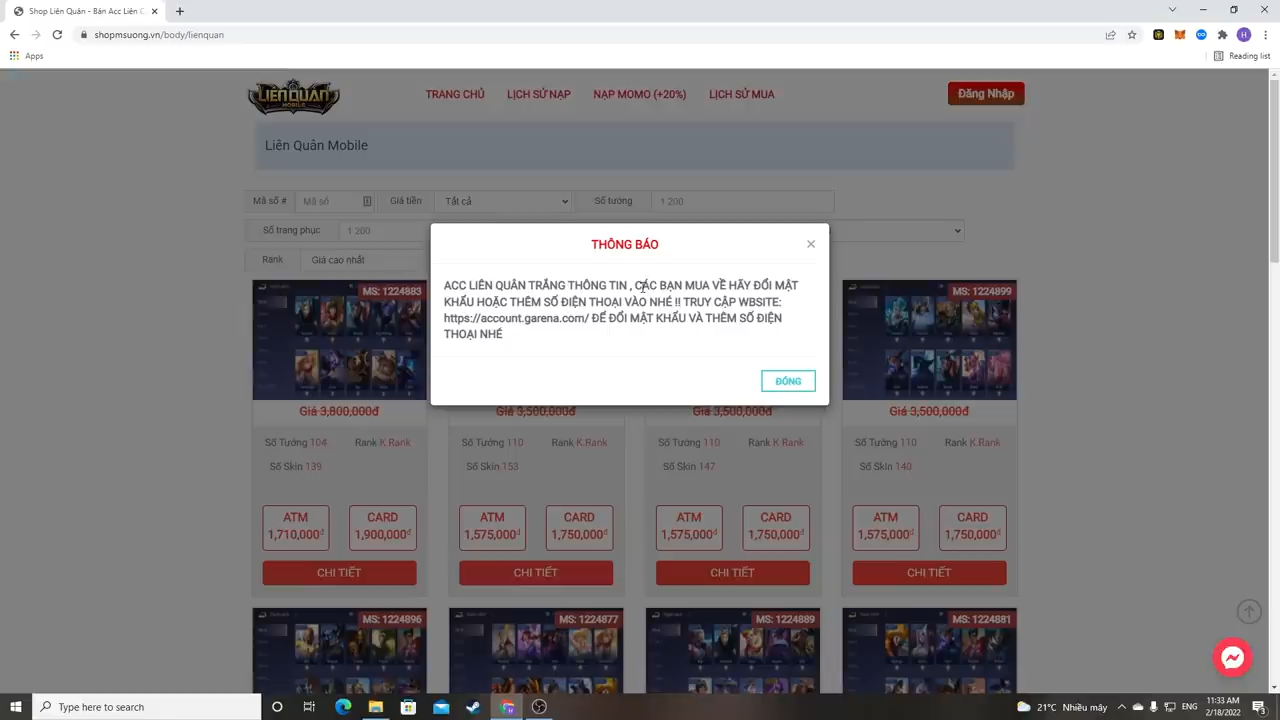 Shop Liên Quân - Bán Acc Liên C
shopmsuong.vn/body/lienquan
H
Apps
Reading list
LIÊN QUÂN
MOBILE
TRANG CHỦ
LỊCH SỬ NẠP
NẠP MOMO (+20%)
LỊCH SỬ MUA
Đăng Nhập
Liên Quân Mobile
Mã số # Mã số Giá tiền Tất cả Số tướng 1 200
Số trang phục 1 200
Rank Giá cao nhất
THÔNG BÁO
ACC LIÊN QUÂN TRẮNG THÔNG TIN , CÁC BẠN MUA VỀ HÃY ĐỔI MẬT
KHẨU HOẶC THÊM SỐ ĐIỆN THOẠI VÀO NHÉ !! TRUY CẬP WBSITE:
https://account.garena.com/ ĐỂ ĐỔI MẬT KHẨU VÀ THÊM SỐ ĐIỆN
THOẠI NHÉ
ĐÓNG
MS: 1224883
MS: 1224899
Giá 3,800,000đ
Giá 3,500,000đ
Giá 3,500,000đ
Giá 3,500,000đ
Số Tướng 104 Rank K.Rank
Số Tướng 110 Rank K.Rank
Số Tướng 110 Rank K.Rank
Số Tướng 110 Rank K.Rank
Số Skin 139
Số Skin 153
Số Skin 147
Số Skin 140
ATM CARD
1,710,000đ 1,900,000đ
ATM CARD
1,575,000đ 1,750,000đ
ATM CARD
1,575,000đ 1,750,000đ
ATM CARD
1,575,000đ 1,750,000đ
CHI TIẾT
CHI TIẾT
CHI TIẾT
CHI TIẾT
MS: 1224896
MS: 1224877
MS: 1224889
MS: 1224881
Type here to search
21°C Nhiều mây
ENG
11:33 AM
2/18/2022
3